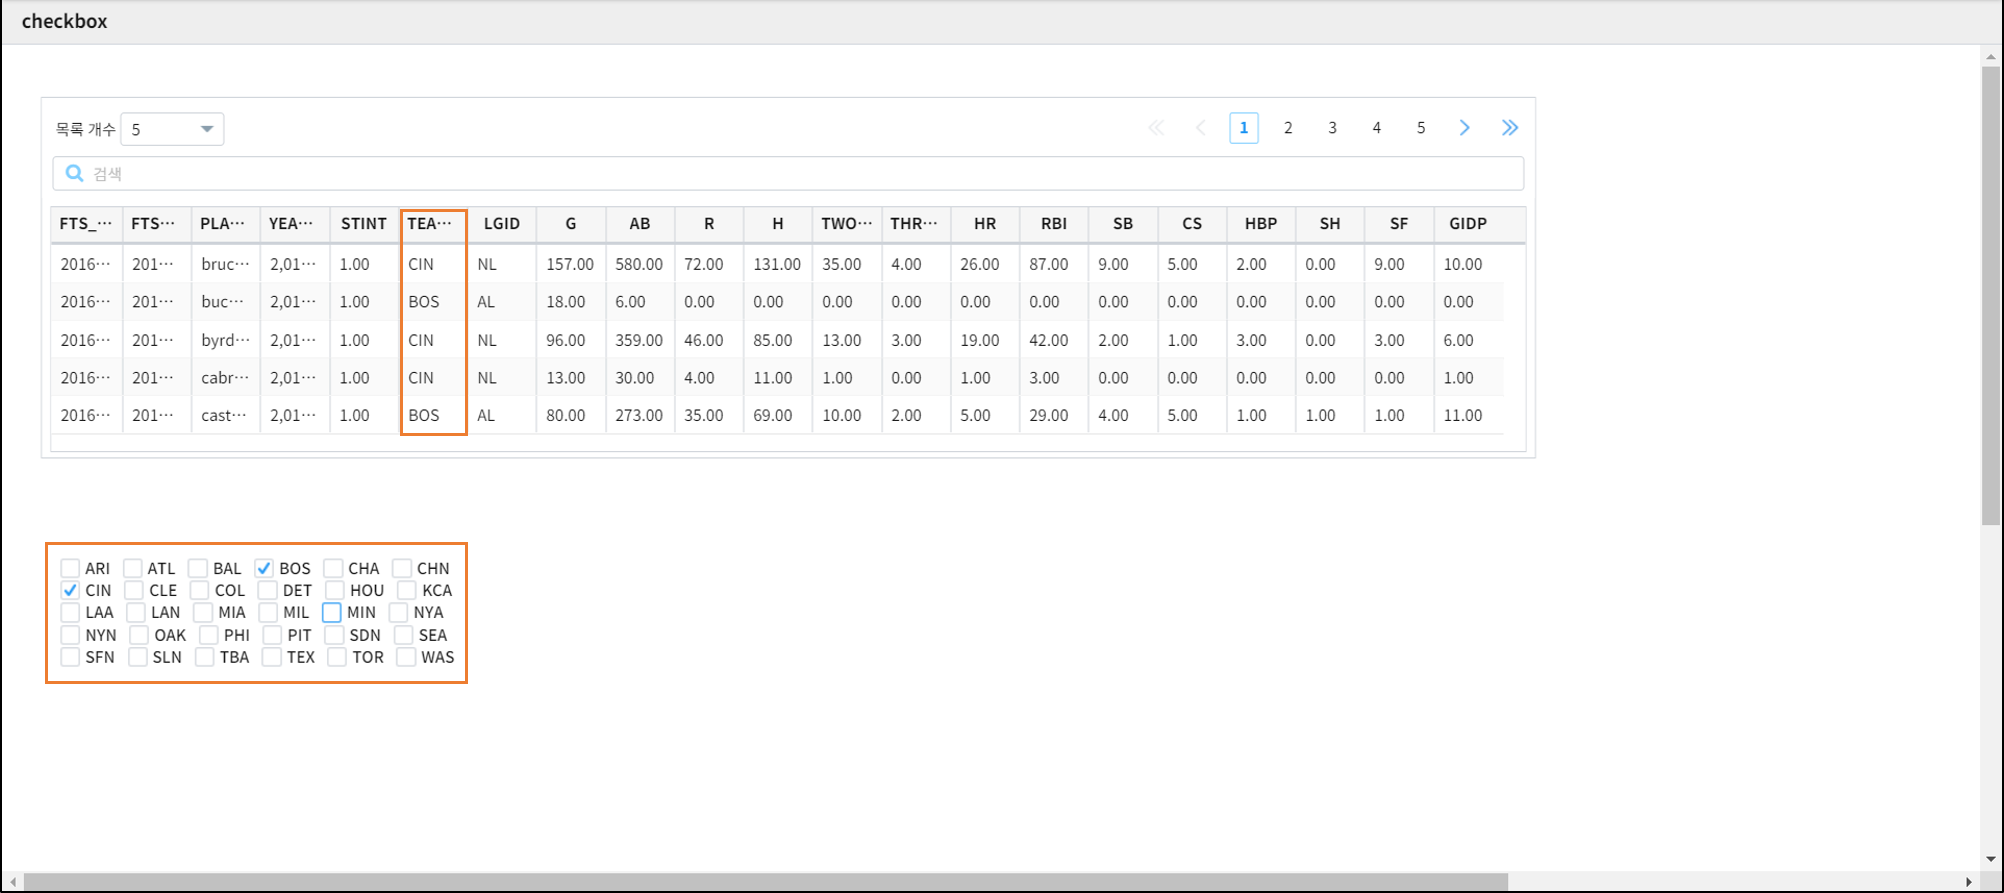 checkbox
목록 개수 5 1 2 3 4 5
검색
FTS_⋯ FTS⋯ PLA⋯ YEA⋯ STINT TEA⋯ LGID G AB R H TWO⋯ THR⋯ HR RBI SB CS HBP SH SF GIDP
2016⋯ 201⋯ bruc⋯ 2,01⋯ 1.00 CIN NL 157.00 580.00 72.00 131.00 35.00 4.00 26.00 87.00 9.00 5.00 2.00 0.00 9.00 10.00
2016⋯ 201⋯ buc⋯ 2,01⋯ 1.00 BOS AL 18.00 6.00 0.00 0.00 0.00 0.00 0.00 0.00 0.00 0.00 0.00 0.00 0.00 0.00
2016⋯ 201⋯ byrd⋯ 2,01⋯ 1.00 CIN NL 96.00 359.00 46.00 85.00 13.00 3.00 19.00 42.00 2.00 1.00 3.00 0.00 3.00 6.00
2016⋯ 201⋯ cabr⋯ 2,01⋯ 1.00 CIN NL 13.00 30.00 4.00 11.00 1.00 0.00 1.00 3.00 0.00 0.00 0.00 0.00 0.00 1.00
2016⋯ 201⋯ cast⋯ 2,01⋯ 1.00 BOS AL 80.00 273.00 35.00 69.00 10.00 2.00 5.00 29.00 4.00 5.00 1.00 1.00 1.00 11.00
ARI ATL BAL BOS CHA CHN
CIN CLE COL DET HOU KCA
LAA LAN MIA MIL MIN NYA
NYN OAK PHI PIT SDN SEA
SFN SLN TBA TEX TOR WAS